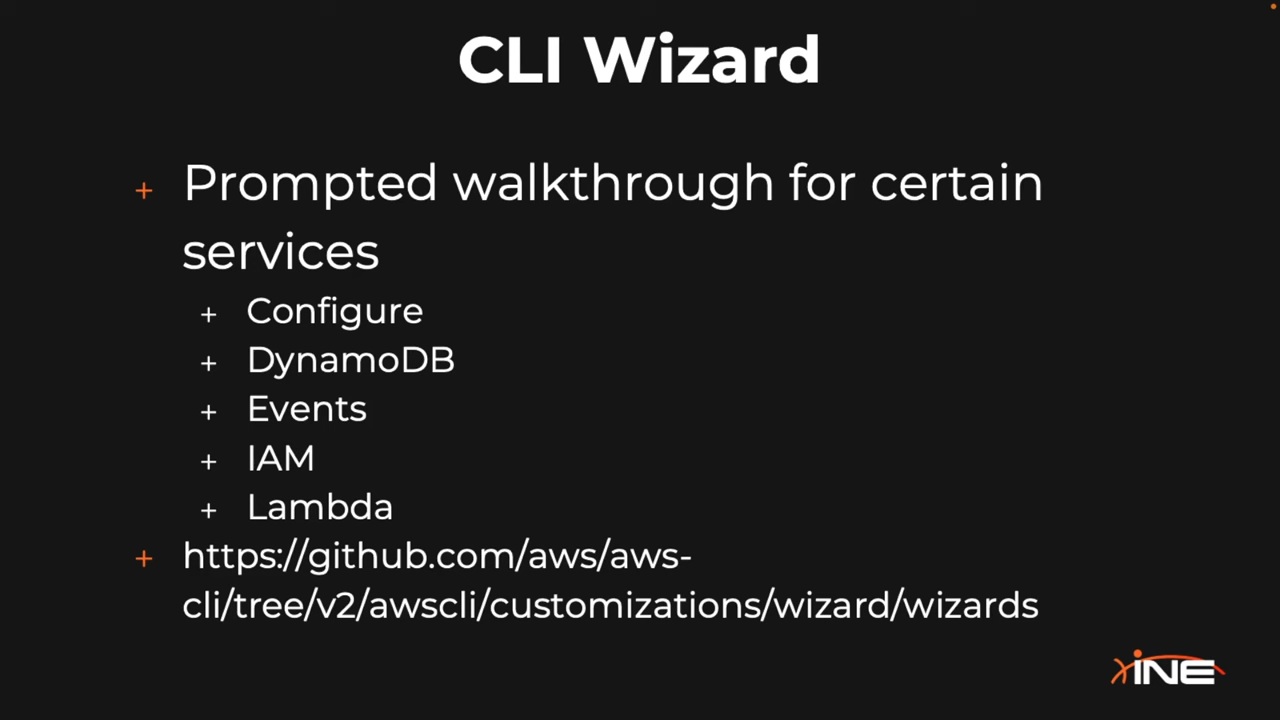 CLI Wizard
+ Prompted walkthrough for certain
services
+ Configure
+ DynamoDB
+ Events
+ IAM
+ Lambda
+ https://github.com/aws/aws-
cli/tree/v2/awscli/customizations/wizard/wizards
INE